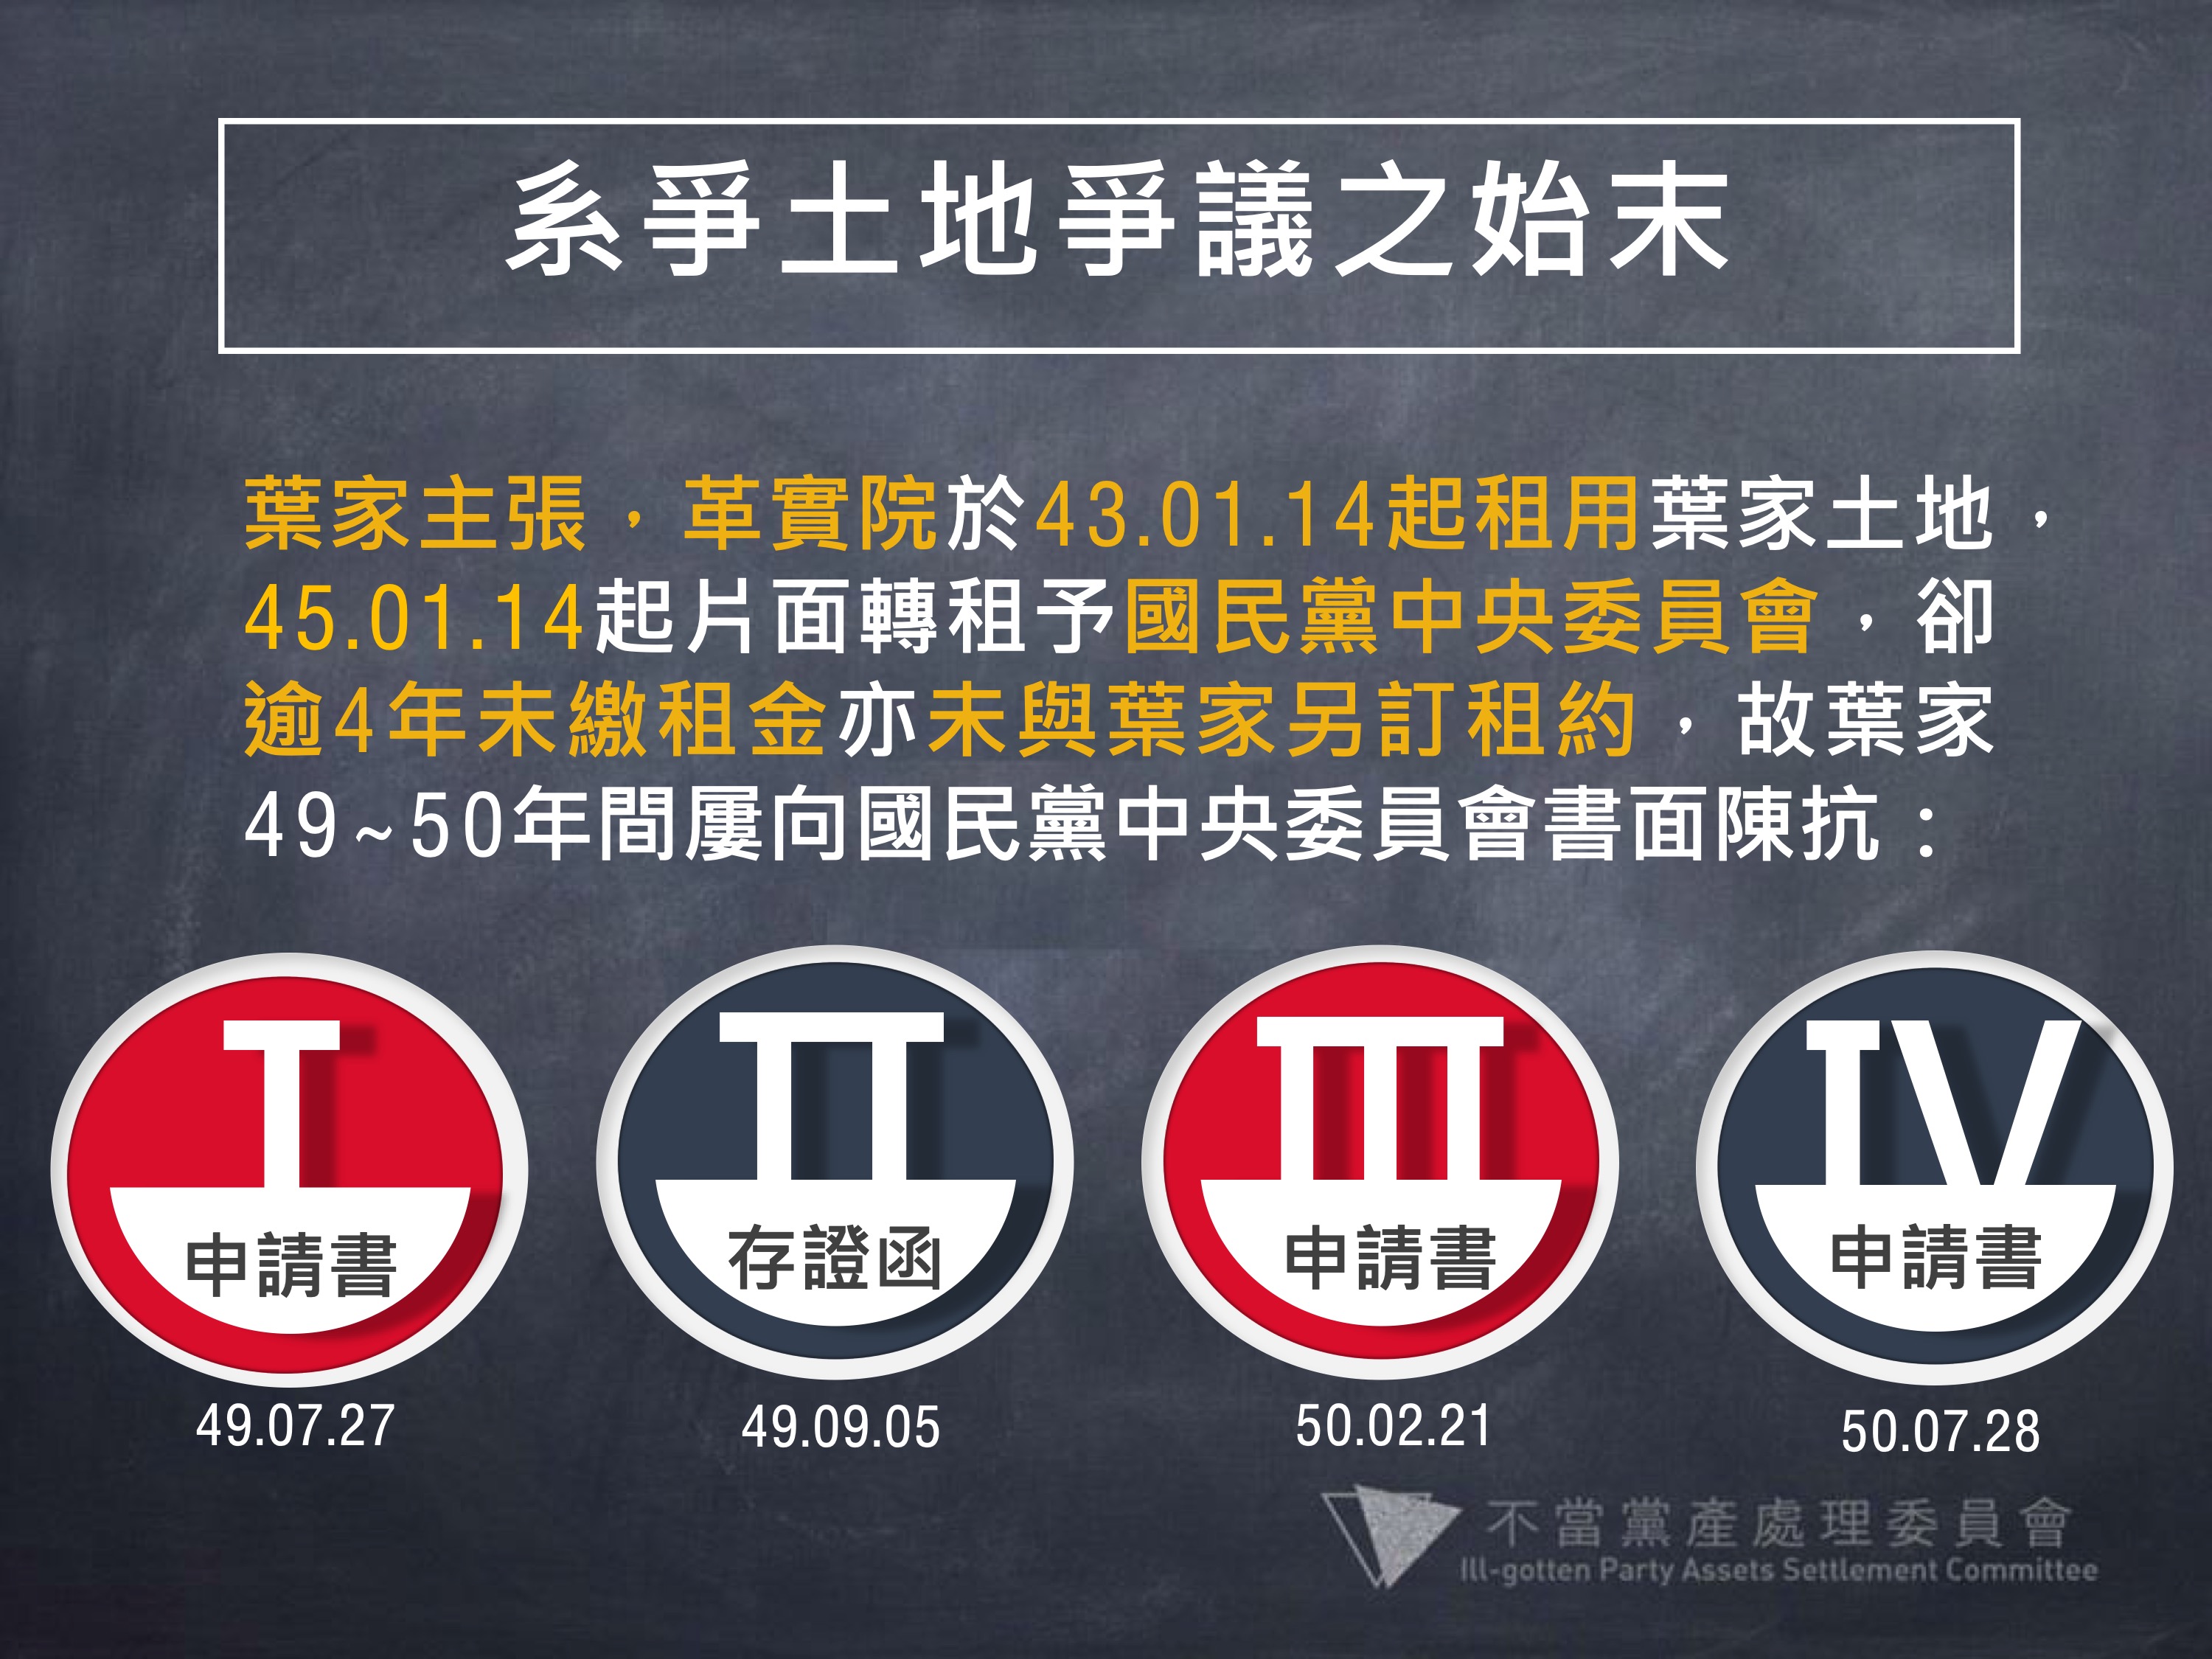 系爭土地爭議之始末
葉家主張，革實院於43.01.14起租用葉家土地，
45.01.14起片面轉租予國民黨中央委員會，卻
逾4年未繳租金亦未與葉家另訂租約，故葉家
49~50年間屢向國民黨中央委員會書面陳抗：
I
申請書
49.07.27
II
存證函
49.09.05
III
申請書
50.02.21
IV
申請書
50.07.28
不當黨產處理委員會
Ill-gotten Party Assets Settlement Committee